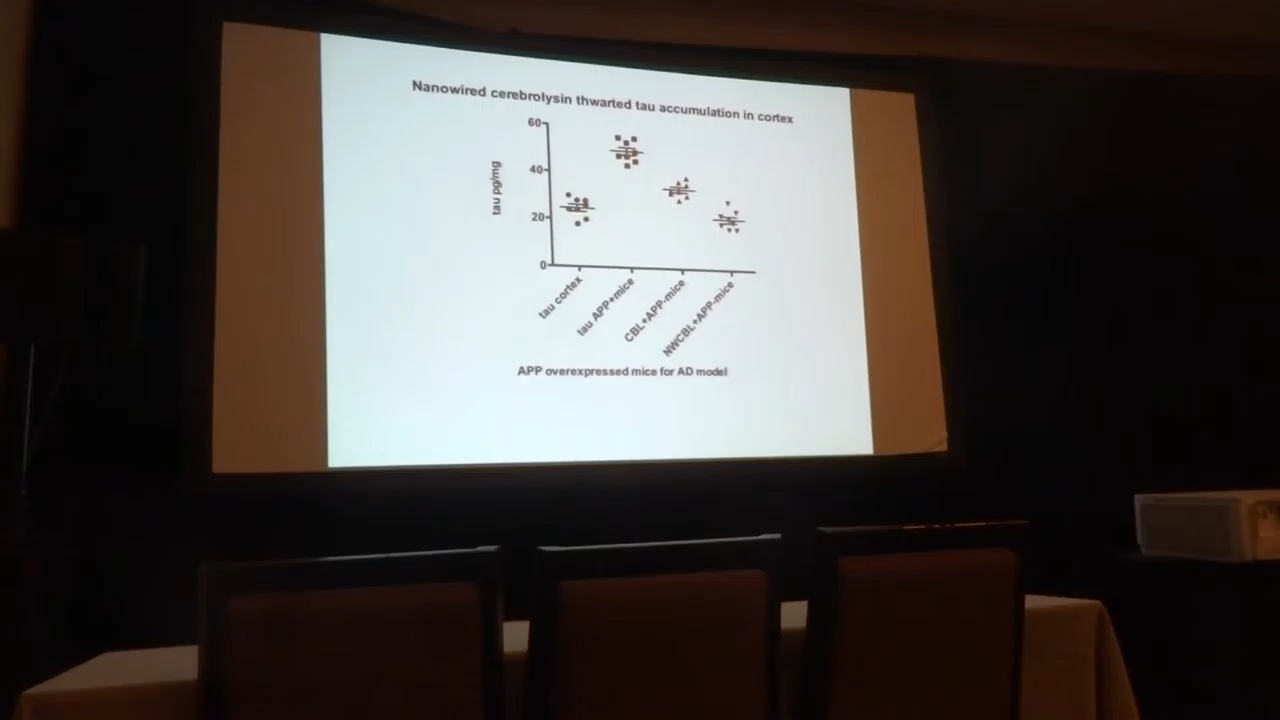 Nanowired cerebrolysin thwarted tau accumulation in cortex
60
40
20
0
tau pg/mg
tau cortex
tau APP+mice
CBL+APP-mice
NWCBL+APP-mice
APP overexpressed mice for AD model